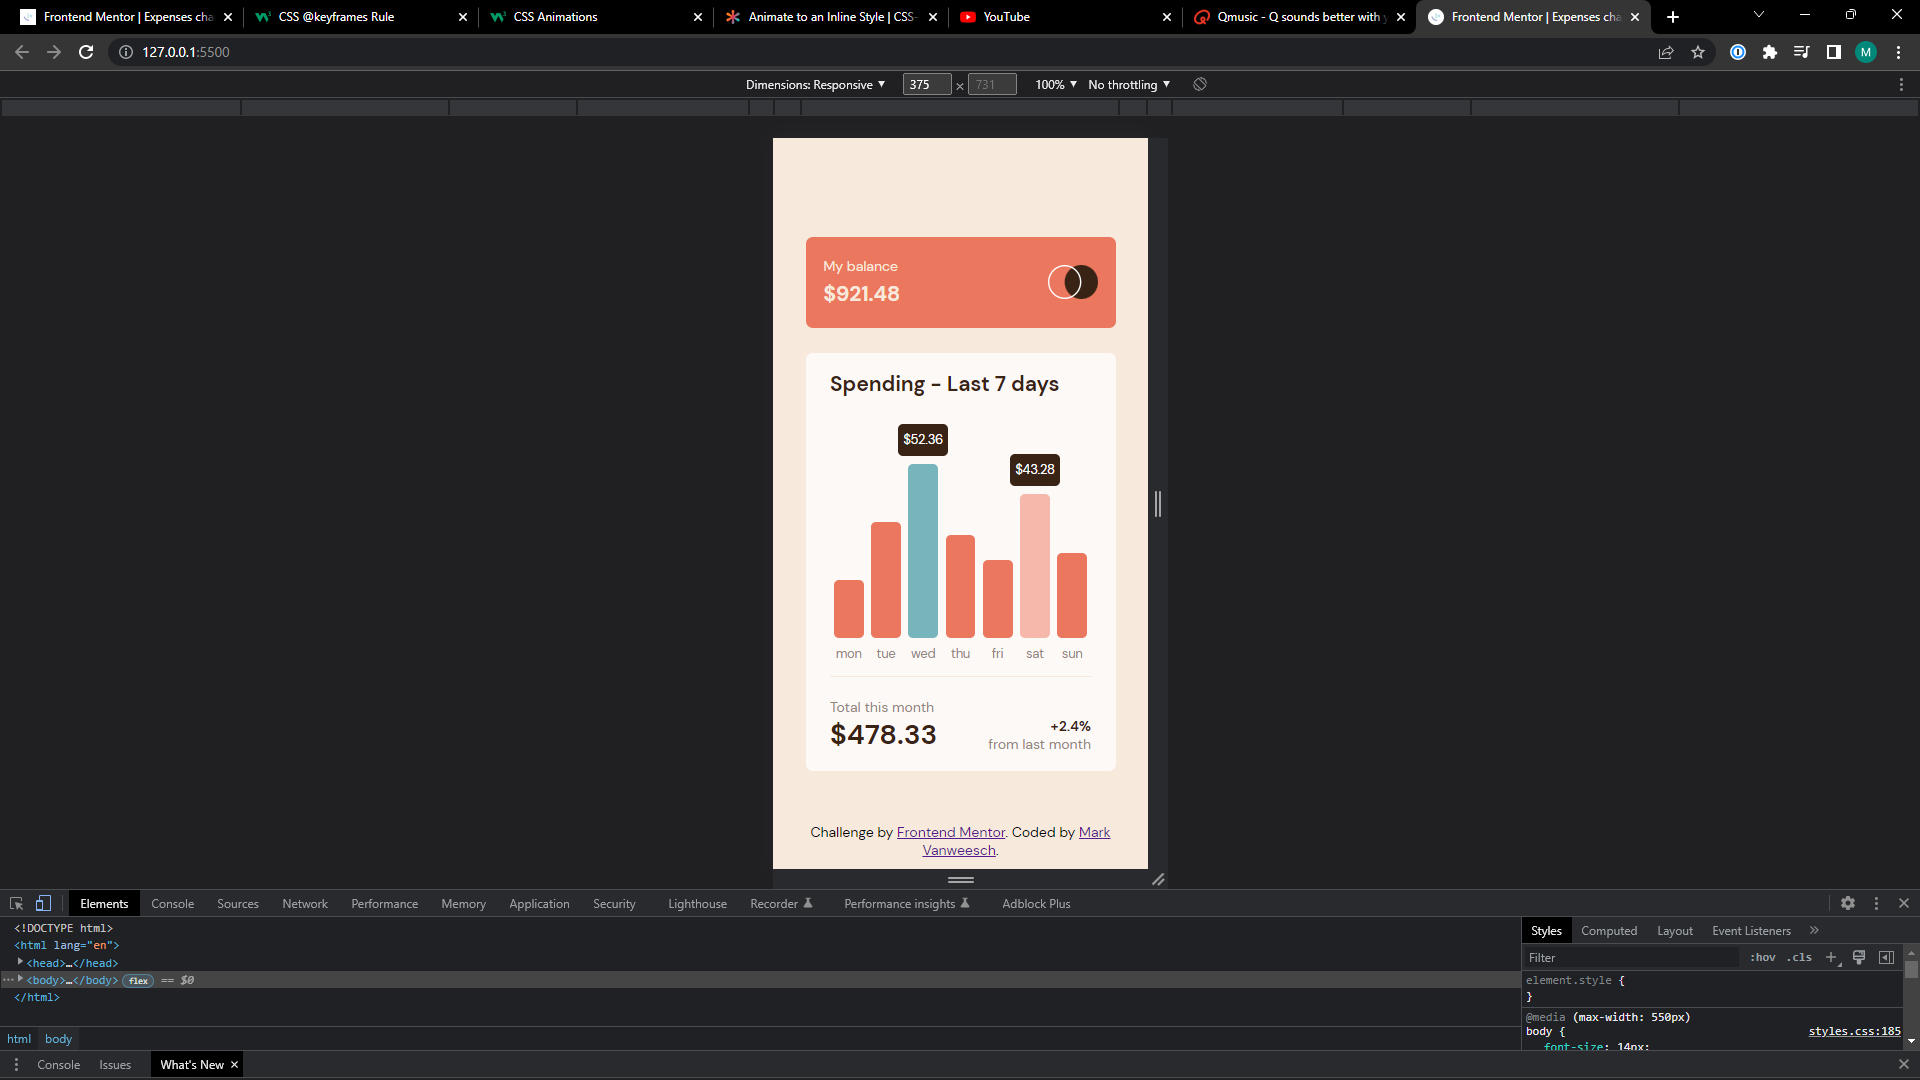 Frontend Mentor | Expenses cha
CSS @keyframes Rule
CSS Animations
Animate to an Inline Style | CSS-
YouTube
Qmusic - Q sounds better with y
Frontend Mentor | Expenses cha
127.0.0.1:5500
M
Dimensions: Responsive 375 × 731 100% No throttling
My balance
$921.48
Spending - Last 7 days
$52.36
$43.28
mon tue wed thu fri sat sun
Total this month
$478.33
+2.4%
from last month
Challenge by Frontend Mentor. Coded by Mark
Vanweesch.
Elements Console Sources Network Performance Memory Application Security Lighthouse Recorder Performance insights Adblock Plus
<!DOCTYPE html>
<html lang="en">
<head>…</head>
<body>…</body> flex == $0
</html>
html body
Styles Computed Layout Event Listeners
Filter :hov .cls
element.style {
}
@media (max-width: 550px)
body { styles.css:185
font-size: 14px;
Console Issues What's New